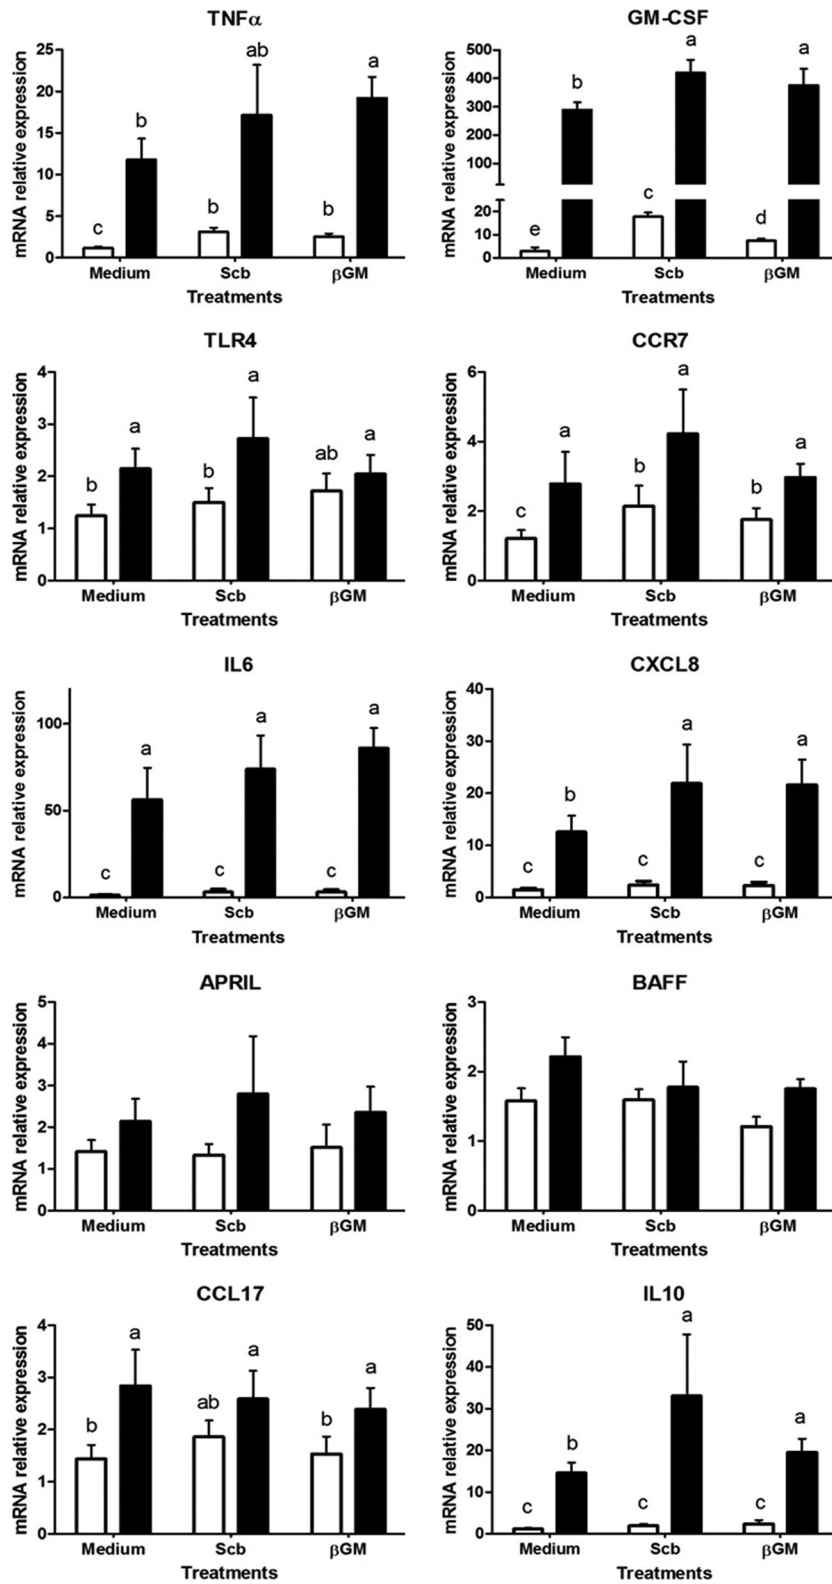 TNFα
mRNA relative expression
25
20
15
10
5
0
c
b
b
ab
b
a
Medium Scb βGM
Treatments
GM-CSF
mRNA relative expression
500
400
300
200
100
20
10
0
e
b
c
a
d
a
Medium Scb βGM
Treatments
TLR4
mRNA relative expression
4
3
2
1
0
b
a
b
a
ab
a
Medium Scb βGM
Treatments
CCR7
mRNA relative expression
6
4
2
0
c
a
b
a
b
a
Medium Scb βGM
Treatments
IL6
mRNA relative expression
100
50
0
c
a
c
a
c
a
Medium Scb βGM
Treatments
CXCL8
mRNA relative expression
40
30
20
10
0
c
b
c
a
c
a
Medium Scb βGM
Treatments
APRIL
mRNA relative expression
5
4
3
2
1
0
Medium Scb βGM
Treatments
BAFF
mRNA relative expression
3
2
1
0
Medium Scb βGM
Treatments
CCL17
mRNA relative expression
4
3
2
1
0
b
a
ab
a
b
a
Medium Scb βGM
Treatments
IL10
mRNA relative expression
50
40
30
20
10
0
c
b
c
a
c
a
Medium Scb βGM
Treatments